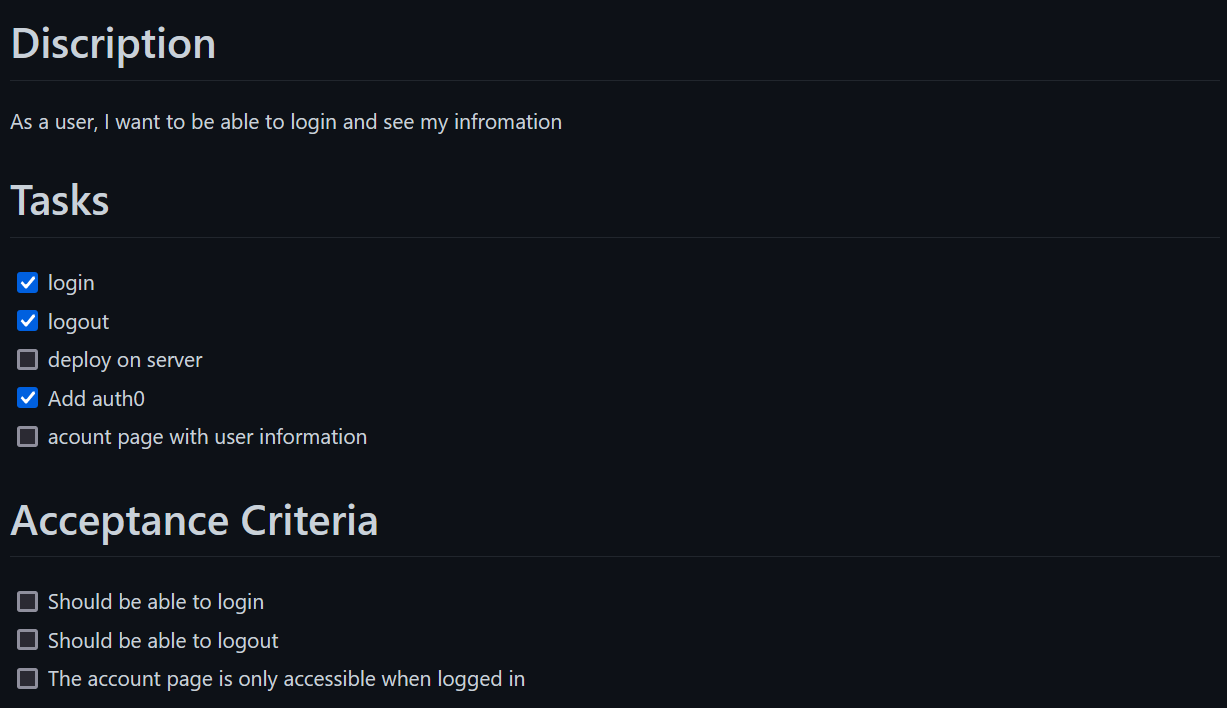 Discription
As a user, I want to be able to login and see my infromation
Tasks
login
logout
deploy on server
Add auth0
acount page with user information
Acceptance Criteria
Should be able to login
Should be able to logout
The account page is only accessible when logged in